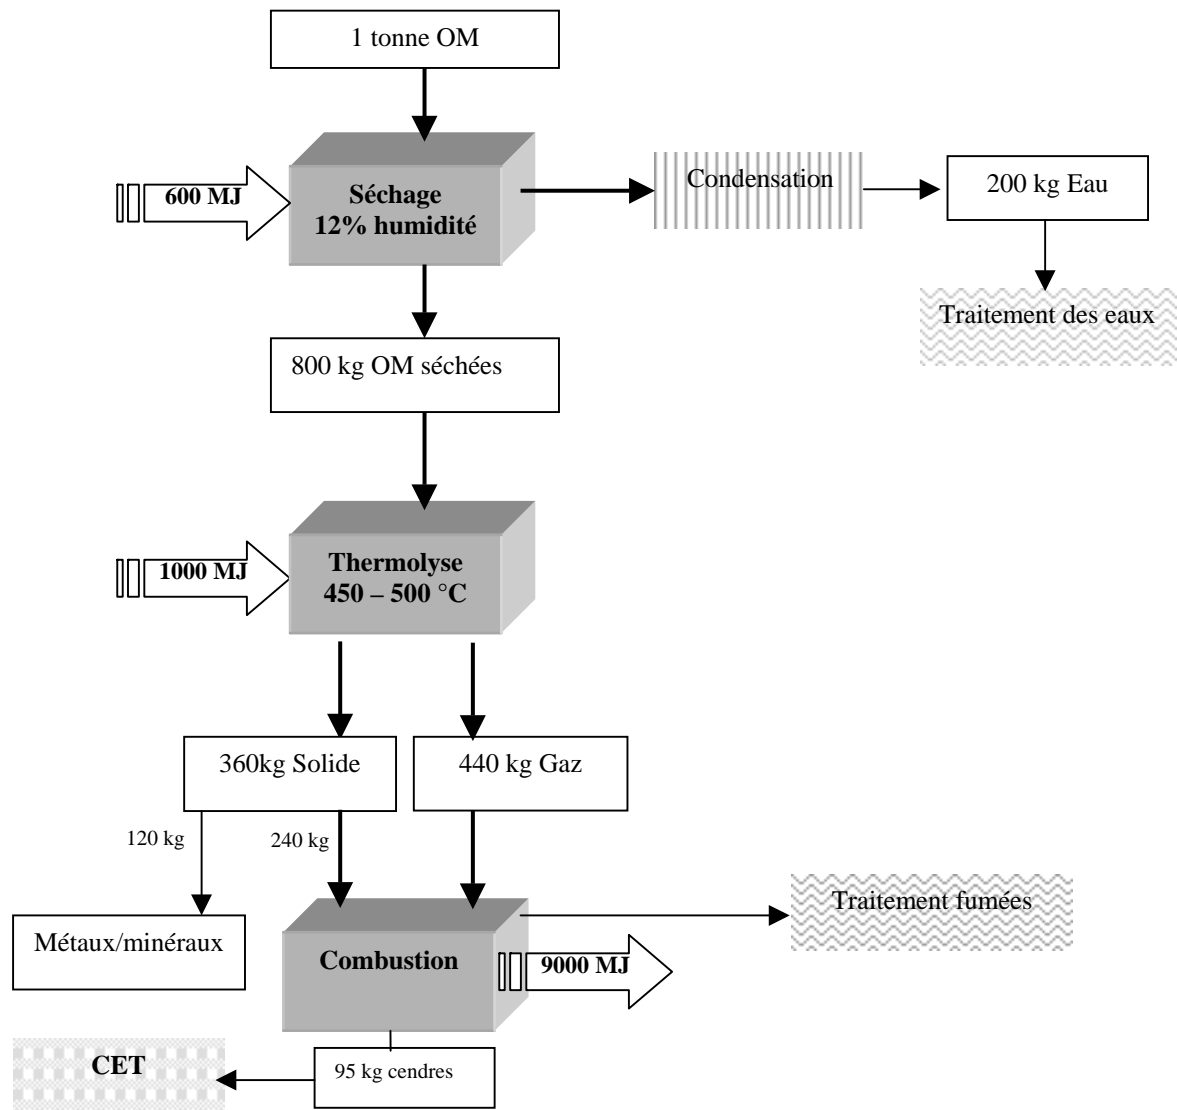 1 tonne OM
600 MJ
Séchage
12% humidité
Condensation
200 kg Eau
Traitement des eaux
800 kg OM séchées
1000 MJ
Thermolyse
450 – 500 °C
360kg Solide
440 kg Gaz
120 kg
240 kg
Métaux/minéraux
Combustion
9000 MJ
Traitement fumées
CET
95 kg cendres